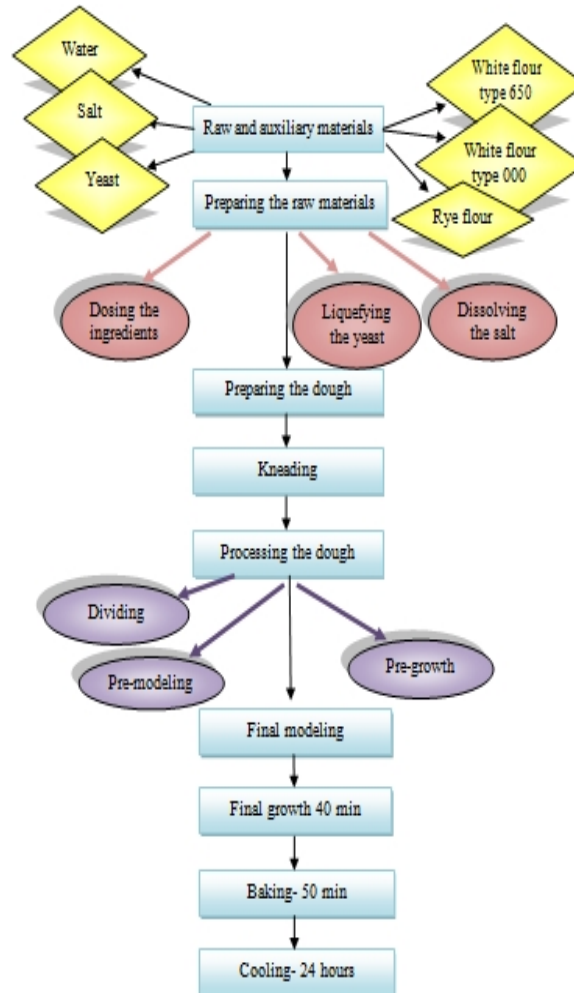 Water
White flour
type 650
Salt
Raw and auxiliary materials
White flour
type 000
Yeast
Preparing the raw materials
Rye flour
Dosing the
ingredients
Liquefying
the yeast
Dissolving
the salt
Preparing the dough
Kneading
Processing the dough
Dividing
Pre-modeling
Pre-growth
Final modeling
Final growth 40 min
Baking- 50 min
Cooling- 24 hours